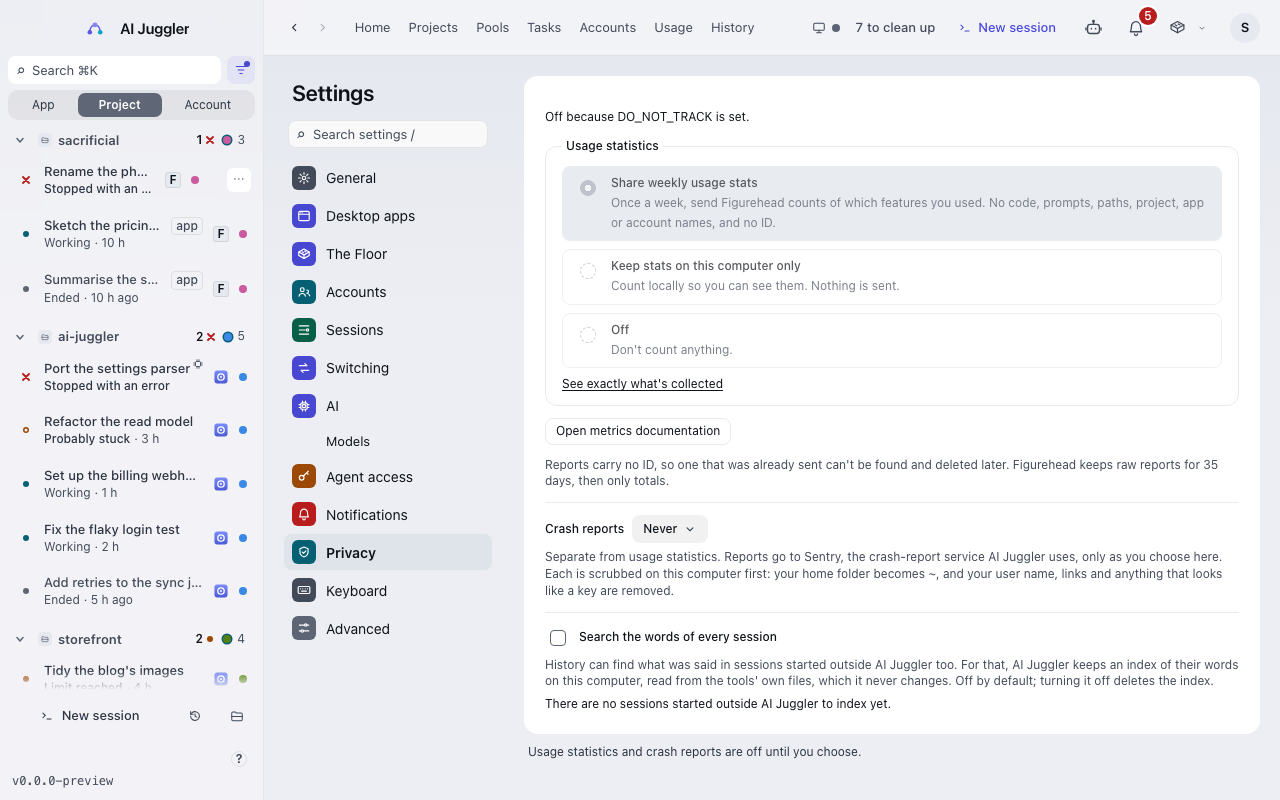 AI Juggler
Search ⌘K
App
Project
Account
sacrificial
1
3
Rename the ph...
Stopped with an ...
F
Sketch the pricin...
app
Working · 10 h
F
Summarise the s...
app
Ended · 10 h ago
F
ai-juggler
2
5
Port the settings parser
Stopped with an error
Refactor the read model
Probably stuck · 3 h
Set up the billing webh...
Working · 1 h
Fix the flaky login test
Working · 2 h
Add retries to the sync j...
Ended · 5 h ago
storefront
2
4
Tidy the blog's images
Limit reached · 4 h
New session
?
v0.0.0-preview
Home
Projects
Pools
Tasks
Accounts
Usage
History
7 to clean up
New session
5
S
Settings
Search settings /
General
Desktop apps
The Floor
Accounts
Sessions
Switching
AI
Models
Agent access
Notifications
Privacy
Keyboard
Advanced
Off because DO_NOT_TRACK is set.
Usage statistics
Share weekly usage stats
Once a week, send Figurehead counts of which features you used. No code, prompts, paths, project, app
or account names, and no ID.
Keep stats on this computer only
Count locally so you can see them. Nothing is sent.
Off
Don't count anything.
See exactly what's collected
Open metrics documentation
Reports carry no ID, so one that was already sent can't be found and deleted later. Figurehead keeps raw reports for 35
days, then only totals.
Crash reports
Never
Separate from usage statistics. Reports go to Sentry, the crash-report service AI Juggler uses, only as you choose here.
Each is scrubbed on this computer first: your home folder becomes ~, and your user name, links and anything that looks
like a key are removed.
Search the words of every session
History can find what was said in sessions started outside AI Juggler too. For that, AI Juggler keeps an index of their words
on this computer, read from the tools' own files, which it never changes. Off by default; turning it off deletes the index.
There are no sessions started outside AI Juggler to index yet.
Usage statistics and crash reports are off until you choose.